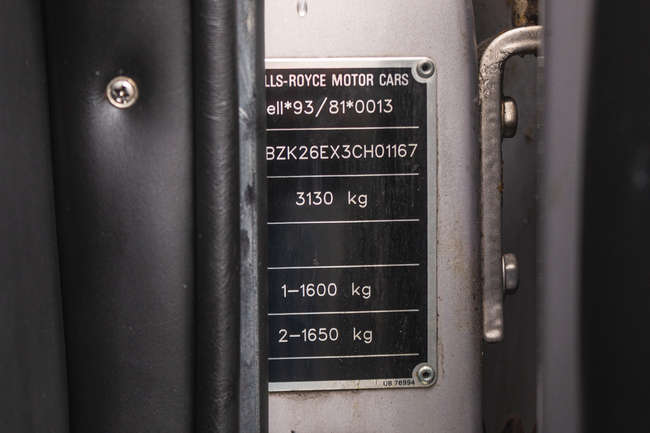 LLS-ROYCE MOTOR CARS
ell*93/81*0013
BZK26EX3CH01167
3130 kg
1-1600 kg
2-1650 kg
UB 76994